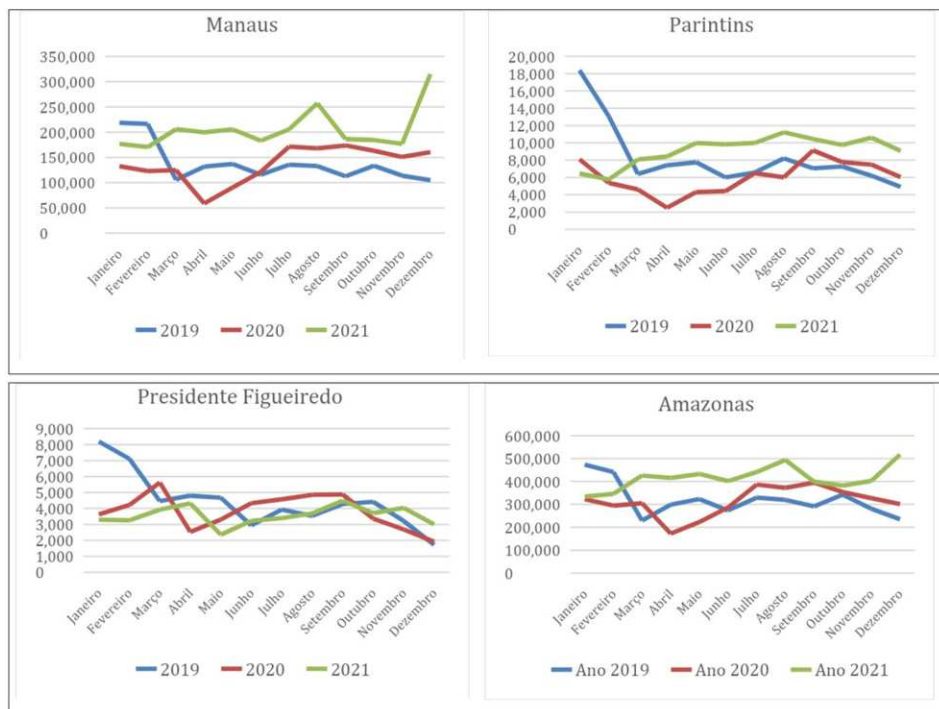 Manaus
350,000
300,000
250,000
200,000
150,000
100,000
50,000
0
Janeiro
Fevereiro
Março
Abril
Maio
Junho
Julho
Agosto
Setembro
Outubro
Novembro
Dezembro
2019 2020 2021
Parintins
20,000
18,000
16,000
14,000
12,000
10,000
8,000
6,000
4,000
2,000
0
Janeiro
Fevereiro
Março
Abril
Maio
Junho
Julho
Agosto
Setembro
Outubro
Novembro
Dezembro
2019 2020 2021
Presidente Figueiredo
9,000
8,000
7,000
6,000
5,000
4,000
3,000
2,000
1,000
0
Janeiro
Fevereiro
Março
Abril
Maio
Junho
Julho
Agosto
Setembro
Outubro
Novembro
Dezembro
2019 2020 2021
Amazonas
600,000
500,000
400,000
300,000
200,000
100,000
0
Janeiro
Fevereiro
Março
Abril
Maio
Junho
Julho
Agosto
Setembro
Outubro
Novembro
Dezembro
Ano 2019 Ano 2020 Ano 2021